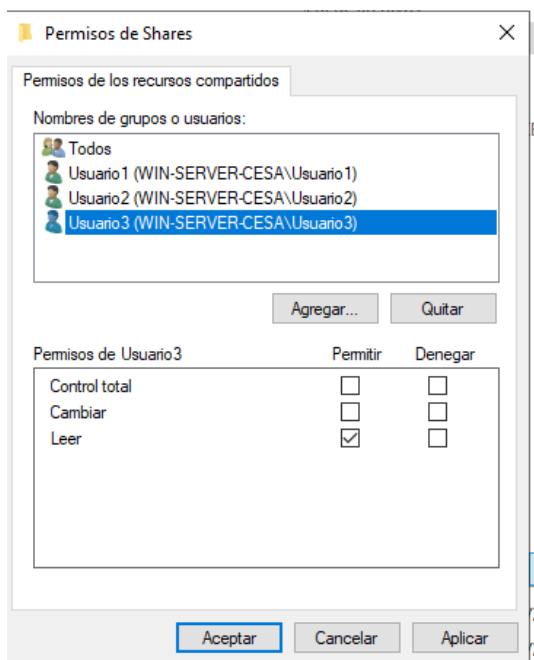 Permisos de Shares
Permisos de los recursos compartidos
Nombres de grupos o usuarios:
Todos
Usuario1 (WIN-SERVER-CESA\Usuario1)
Usuario2 (WIN-SERVER-CESA\Usuario2)
Usuario3 (WIN-SERVER-CESA\Usuario3)
Agregar... Quitar
Permisos de Usuario3 Permitir Denegar
Control total
Cambiar
Leer
Aceptar Cancelar Aplicar